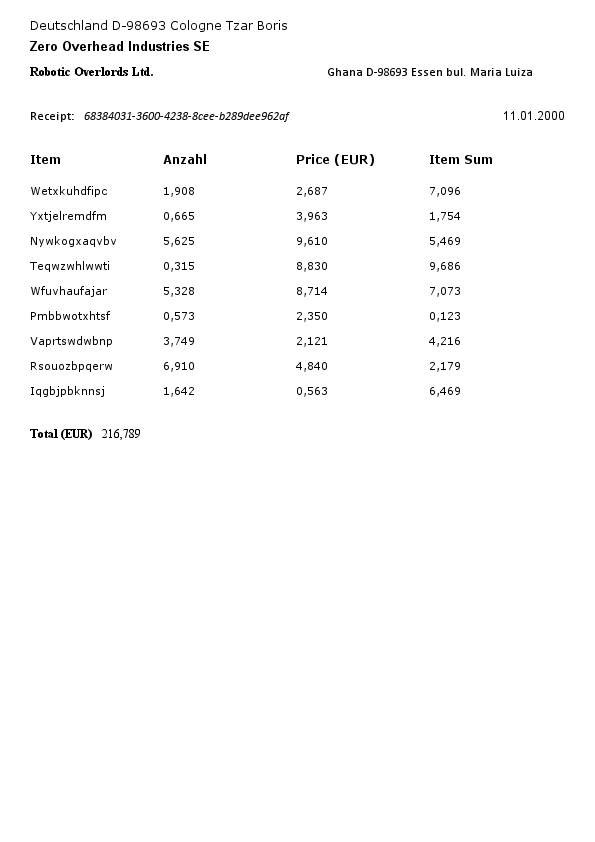 Deutschland D-98693 Cologne Tzar Boris
Zero Overhead Industries SE
Robotic Overlords Ltd. Ghana D-98693 Essen bul. Maria Luiza
Receipt: 68384031-3600-4238-8cee-b289dee962af 11.01.2000
Item Anzahl Price (EUR) Item Sum
Wetxkuhdfipc 1,908 2,687 7,096
Yxtjelremdfm 0,665 3,963 1,754
Nywkogxaqvbv 5,625 9,610 5,469
Teqwzwhlwwti 0,315 8,830 9,686
Wfuvhaufajar 5,328 8,714 7,073
Pmbbwotxhtsf 0,573 2,350 0,123
Vaprtswdwbnp 3,749 2,121 4,216
Rsouozbpqerw 6,910 4,840 2,179
Iqgbjpbknnsj 1,642 0,563 6,469
Total (EUR) 216,789